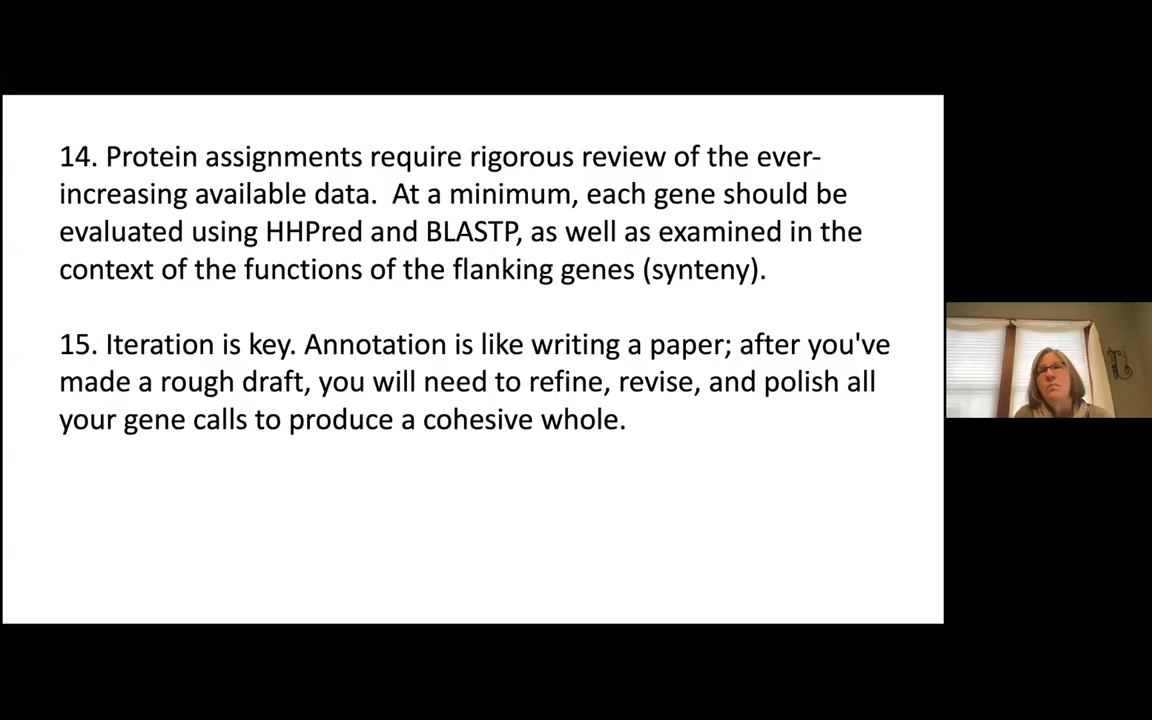 14. Protein assignments require rigorous review of the ever-
increasing available data.  At a minimum, each gene should be
evaluated using HHPred and BLASTP, as well as examined in the
context of the functions of the flanking genes (synteny).
15. Iteration is key. Annotation is like writing a paper; after you've
made a rough draft, you will need to refine, revise, and polish all
your gene calls to produce a cohesive whole.